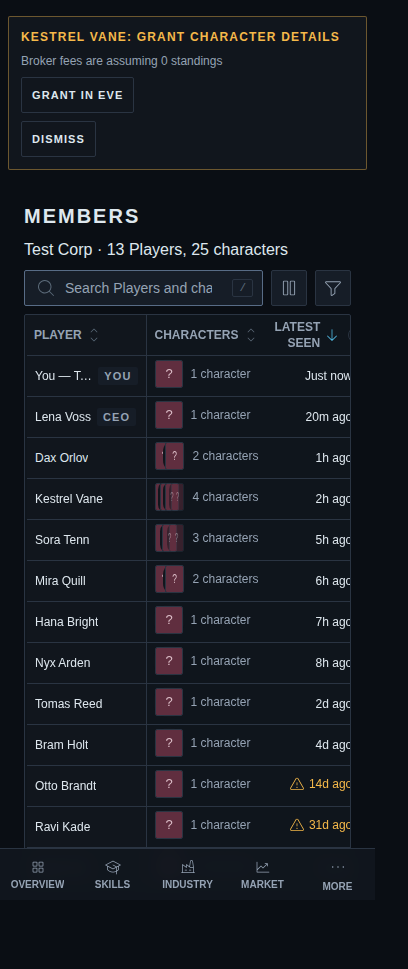 KESTREL VANE: GRANT CHARACTER DETAILS
Broker fees are assuming 0 standings
GRANT IN EVE
DISMISS
MEMBERS
Test Corp · 13 Players, 25 characters
Search Players and cha /
PLAYER CHARACTERS LATEST SEEN
You — T... YOU ? 1 character Just now
Lena Voss CEO ? 1 character 20m ago
Dax Orlov ? 2 characters 1h ago
Kestrel Vane 4 characters 2h ago
Sora Tenn 3 characters 5h ago
Mira Quill ? 2 characters 6h ago
Hana Bright ? 1 character 7h ago
Nyx Arden ? 1 character 8h ago
Tomas Reed ? 1 character 2d ago
Bram Holt ? 1 character 4d ago
Otto Brandt ? 1 character 14d ago
Ravi Kade ? 1 character 31d ago
OVERVIEW SKILLS INDUSTRY MARKET MORE